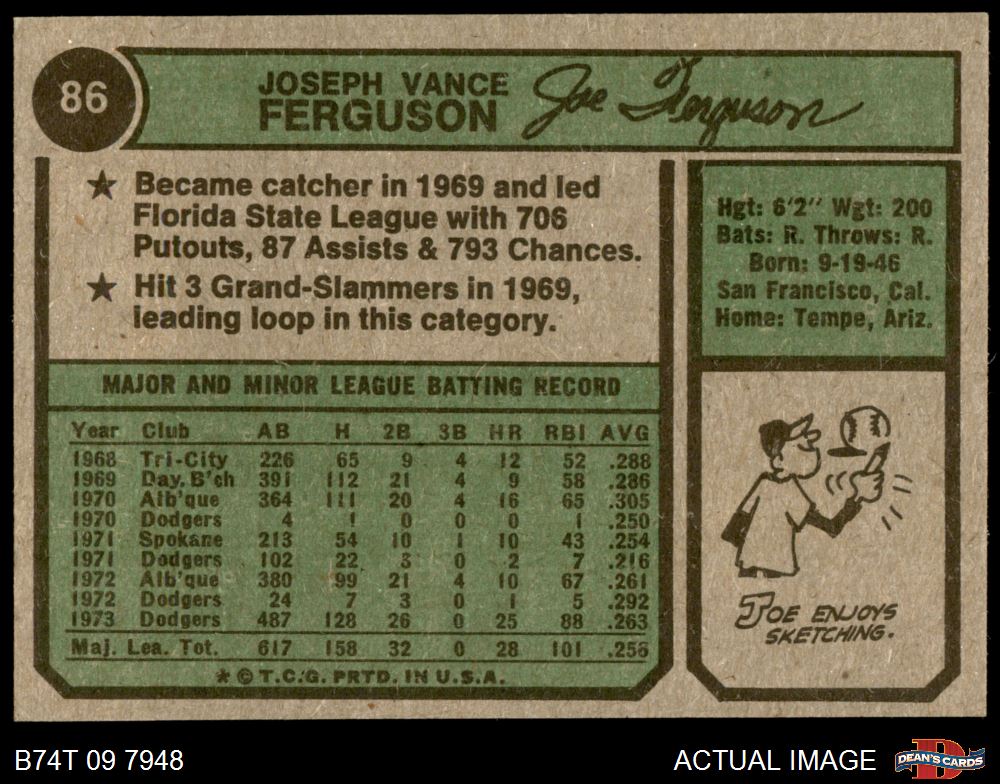 86
JOSEPH VANCE
FERGUSON
Joe Ferguson
★ Became catcher in 1969 and led
Florida State League with 706
Putouts, 87 Assists & 793 Chances.
★ Hit 3 Grand-Slammers in 1969,
leading loop in this category.
Hgt: 6'2" Wgt: 200
Bats: R. Throws: R.
Born: 9-19-46
San Francisco, Cal.
Home: Tempe, Ariz.
MAJOR AND MINOR LEAGUE BATTING RECORD
Year Club AB H 2B 3B HR RBI AVG
1968 Tri-City 226 65 9 4 12 52 .288
1969 Day. B'ch 391 112 21 4 9 58 .286
1970 Alb'que 364 111 20 4 16 65 .305
1970 Dodgers 4 1 0 0 0 1 .250
1971 Spokane 213 54 10 1 10 43 .254
1971 Dodgers 102 22 3 0 2 7 .216
1972 Alb'que 380 99 21 4 10 67 .261
1972 Dodgers 24 7 3 0 1 5 .292
1973 Dodgers 487 128 26 0 25 88 .263
Maj. Lea. Tot. 617 158 32 0 28 101 .256
★ © T.C.G. PRTD. IN U.S.A.
JOE ENJOYS
SKETCHING.
B74T 09 7948
ACTUAL IMAGE
DEAN'S CARDS